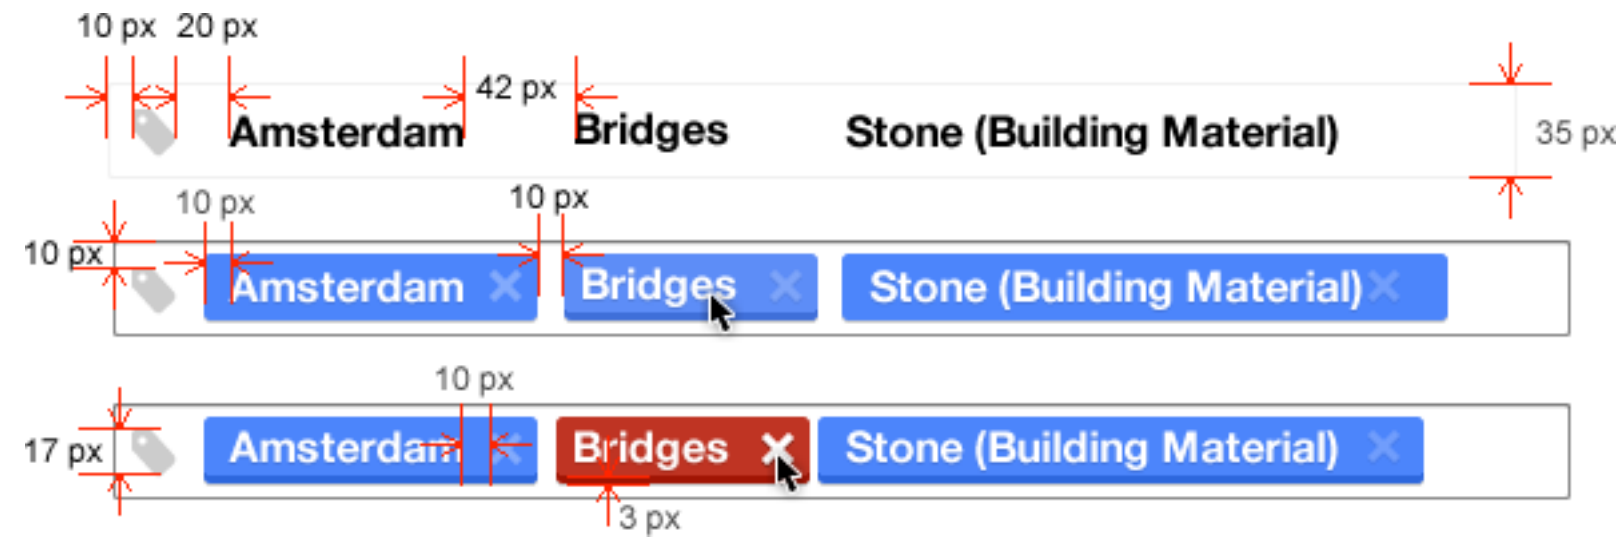 10 px 20 px
42 px
Amsterdam Bridges Stone (Building Material) 35 px
10 px 10 px
10 px
Amsterdam Bridges Stone (Building Material)
10 px
17 px Amsterdam Bridges Stone (Building Material)
3 px